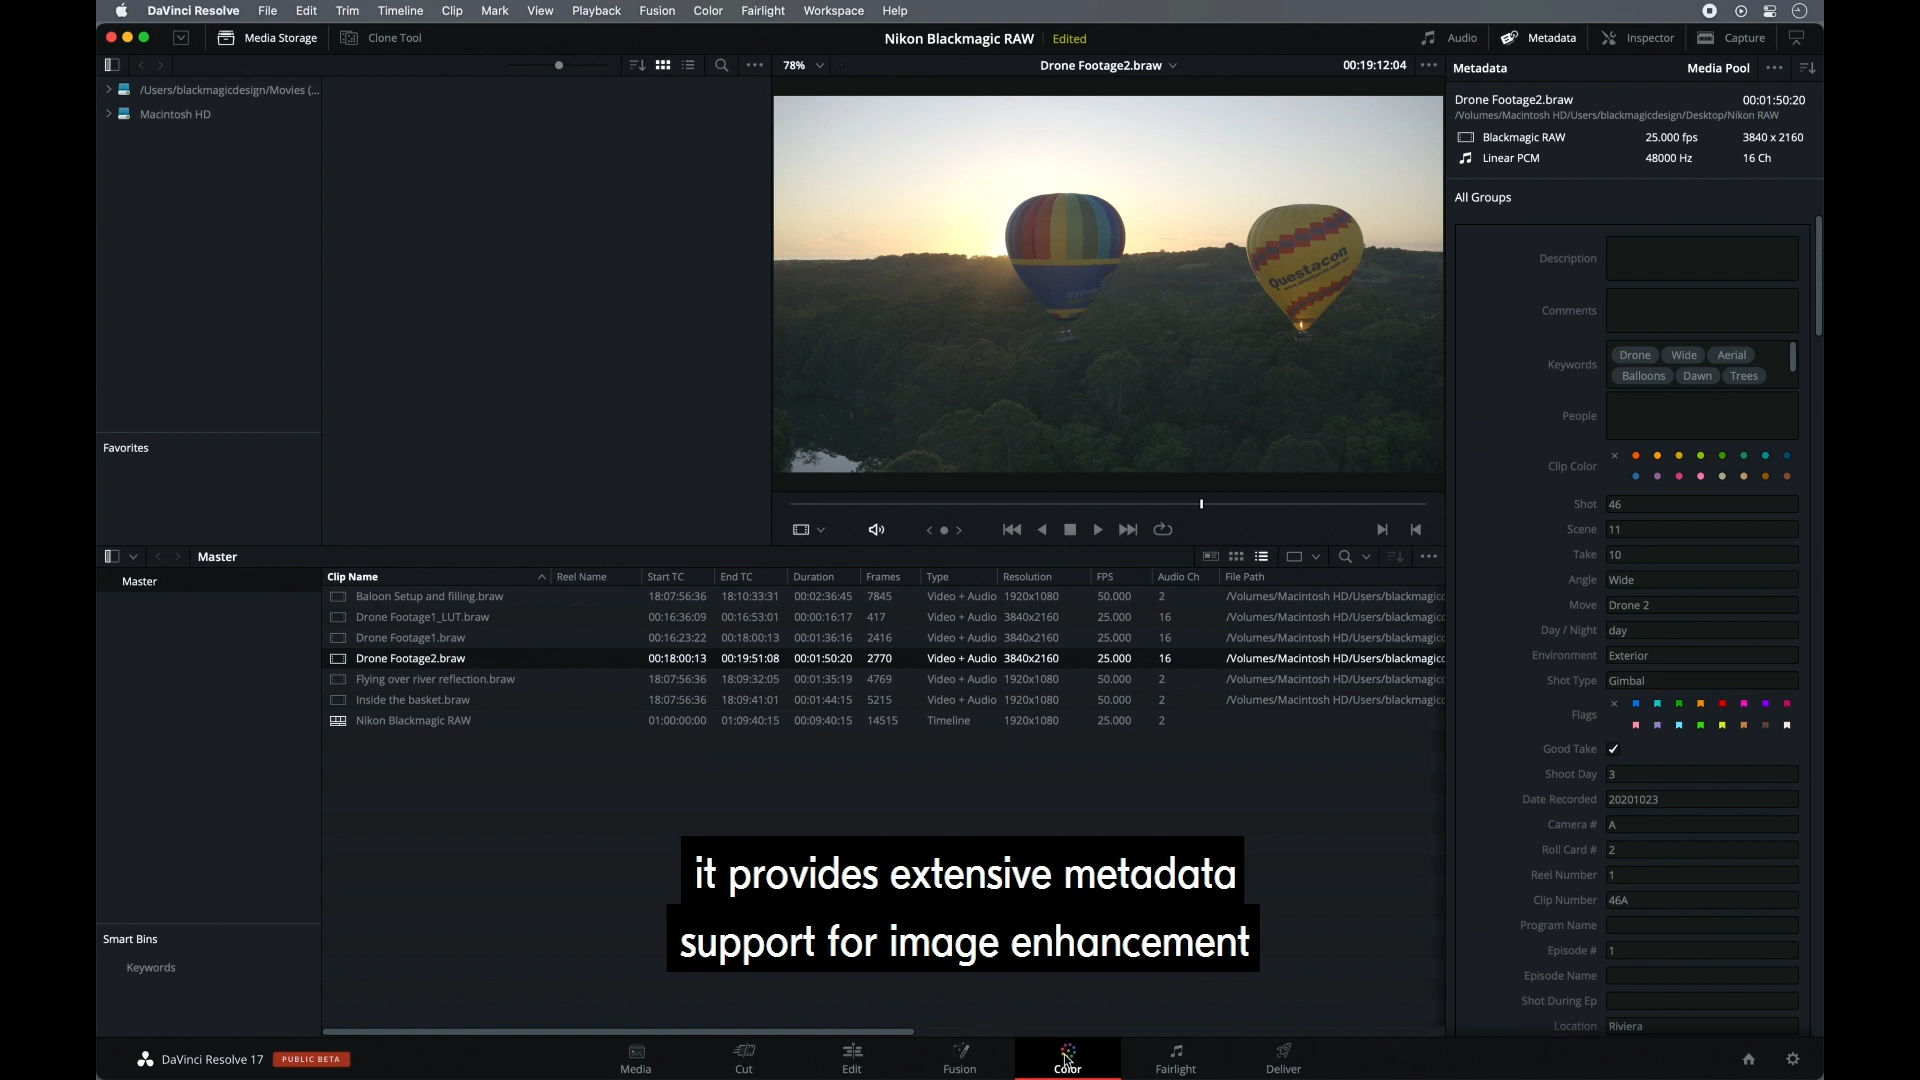 DaVinci Resolve File Edit Trim Timeline Clip Mark View Playback Fusion Color Fairlight Workspace Help
Media Storage Clone Tool Nikon Blackmagic RAW Edited Audio Metadata Inspector Capture
78% Drone Footage2.braw 00:19:12:04 Metadata Media Pool
/Users/blackmagicdesign/Movies (...
Macintosh HD
Favorites
Questacon
Drone Footage2.braw 00:01:50:20
/Volumes/Macintosh HD/Users/blackmagicdesign/Desktop/Nikon RAW
Blackmagic RAW 25.000 fps 3840 x 2160
Linear PCM 48000 Hz 16 Ch
All Groups
Description
Comments
Keywords Drone Wide Aerial
Balloons Dawn Trees
People
Clip Color
Shot 46
Scene 11
Take 10
Angle Wide
Move Drone 2
Day / Night day
Environment Exterior
Shot Type Gimbal
Flags
Good Take
Shoot Day 3
Date Recorded 20201023
Camera # A
Roll Card # 2
Reel Number 1
Clip Number 46A
Program Name
Episode # 1
Episode Name
Shot During Ep
Location Riviera
Master
Master
Clip Name Reel Name Start TC End TC Duration Frames Type Resolution FPS Audio Ch File Path
Baloon Setup and filling.braw 18:07:56:36 18:10:33:31 00:02:36:45 7845 Video + Audio 1920x1080 50.000 2 /Volumes/Macintosh HD/Users/blackmagicc
Drone Footage1_LUT.braw 00:16:36:09 00:16:53:01 00:00:16:17 417 Video + Audio 3840x2160 25.000 16 /Volumes/Macintosh HD/Users/blackmagicc
Drone Footage1.braw 00:16:23:22 00:18:00:13 00:01:36:16 2416 Video + Audio 3840x2160 25.000 16 /Volumes/Macintosh HD/Users/blackmagicc
Drone Footage2.braw 00:18:00:13 00:19:51:08 00:01:50:20 2770 Video + Audio 3840x2160 25.000 16 /Volumes/Macintosh HD/Users/blackmagicc
Flying over river reflection.braw 18:07:56:36 18:09:32:05 00:01:35:19 4769 Video + Audio 1920x1080 50.000 2 /Volumes/Macintosh HD/Users/blackmagicc
Inside the basket.braw 18:07:56:36 18:09:41:01 00:01:44:15 5215 Video + Audio 1920x1080 50.000 2 /Volumes/Macintosh HD/Users/blackmagicc
Nikon Blackmagic RAW 01:00:00:00 01:09:40:15 00:09:40:15 14515 Timeline 1920x1080 25.000 2
it provides extensive metadata
support for image enhancement
Smart Bins
Keywords
DaVinci Resolve 17 PUBLIC BETA Media Cut Edit Fusion Color Fairlight Deliver